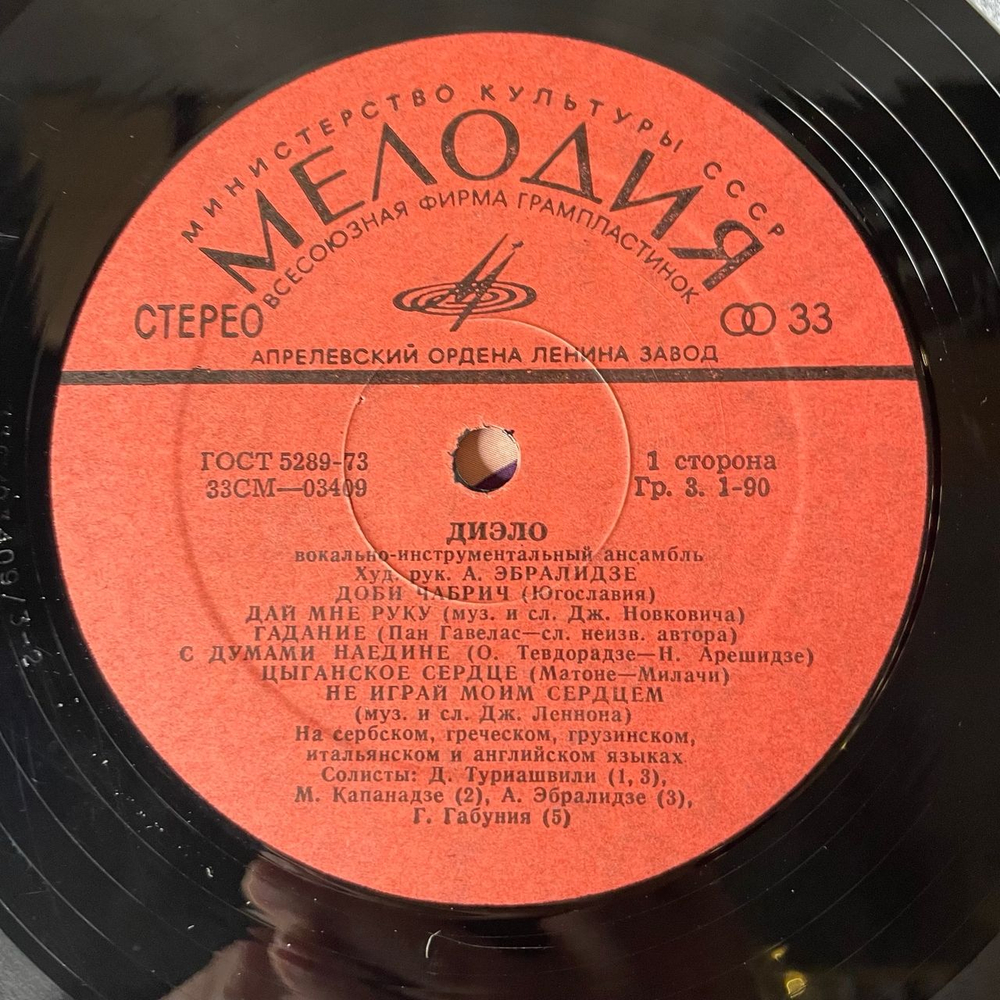 МИНИСТЕРСТВО КУЛЬТУРЫ СССР
МЕЛОДИЯ
ВСЕСОЮЗНАЯ ФИРМА ГРАМПЛАСТИНОК
СТЕРЕО
33
АПРЕЛЕВСКИЙ ОРДЕНА ЛЕНИНА ЗАВОД
ГОСТ 5289-73
33СМ—03409
1 сторона
Гр. 3. 1-90
ДИЭЛО
вокально-инструментальный ансамбль
Худ. рук. А. ЭБРАЛИДЗЕ
ДОБИ ЧАБРИЧ (Югославия)
ДАЙ МНЕ РУКУ (муз. и сл. Дж. Новковича)
ГАДАНИЕ (Пан Гавелас—сл. неизв. автора)
С ДУМАМИ НАЕДИНЕ (О. Тевдорадзе—Н. Арешидзе)
ЦЫГАНСКОЕ СЕРДЦЕ (Матоне—Милачи)
НЕ ИГРАЙ МОИМ СЕРДЦЕМ
(муз. и сл. Дж. Леннона)
На сербском, греческом, грузинском,
итальянском и английском языках
Солисты: Д. Туриашвили (1, 3),
М. Капанадзе (2), А. Эбралидзе (3),
Г. Габуния (5)